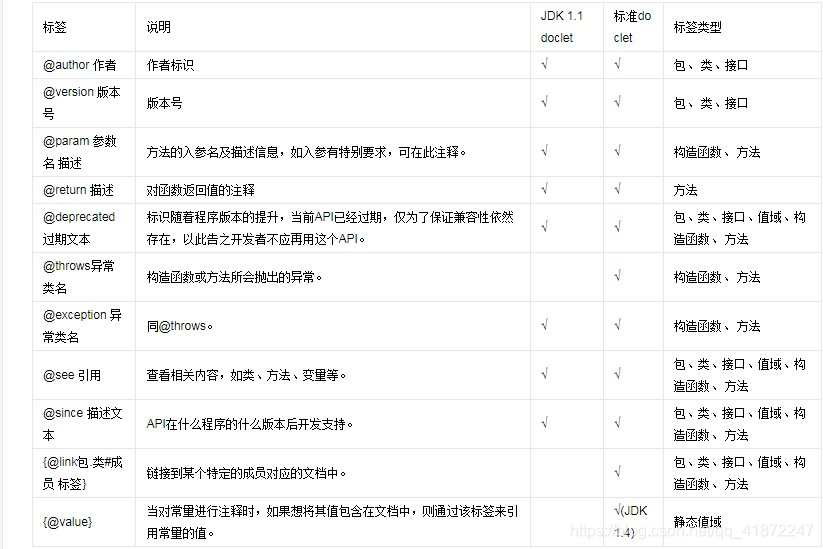 标签 说明 JDK 1.1 doclet 标准doclet 标签类型
@author 作者 作者标识 √ √ 包、类、接口
@version 版本号 版本号 √ √ 包、类、接口
@param 参数名 描述 方法的入参名及描述信息，如入参有特别要求，可在此注释。 √ √ 构造函数、方法
@return 描述 对函数返回值的注释 √ √ 方法
@deprecated 过期文本 标识随着程序版本的提升，当前API已经过期，仅为了保证兼容性依然存在，以此告之开发者不应再用这个API。 √ √ 包、类、接口、值域、构造函数、方法
@throws异常类名 构造函数或方法所会抛出的异常。 √ 构造函数、方法
@exception 异常类名 同@throws。 √ √ 构造函数、方法
@see 引用 查看相关内容，如类、方法、变量等。 √ √ 包、类、接口、值域、构造函数、方法
@since 描述文本 API在什么程序的什么版本后开发支持。 √ √ 包、类、接口、值域、构造函数、方法
{@link包.类#成员 标签} 链接到某个特定的成员对应的文档中。 √ 包、类、接口、值域、构造函数、方法
{@value} 当对常量进行注释时，如果想将其值包含在文档中，则通过该标签来引用常量的值。 √(JDK 1.4) 静态值域
https://blog.csdn.net/qq_41872247